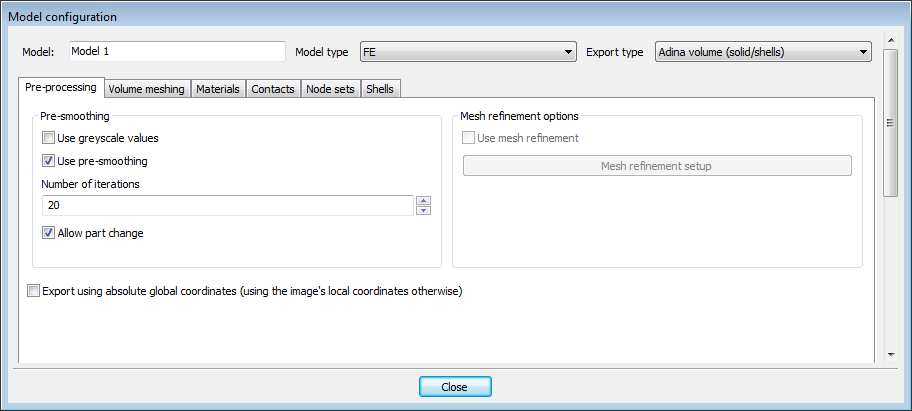 Model configuration
Model: Model 1 Model type FE Export type Adina volume (solid/shells)
Pre-processing Volume meshing Materials Contacts Node sets Shells
Pre-smoothing
Use greyscale values
Use pre-smoothing
Number of iterations
20
Allow part change
Mesh refinement options
Use mesh refinement
Mesh refinement setup
Export using absolute global coordinates (using the image's local coordinates otherwise)
Close